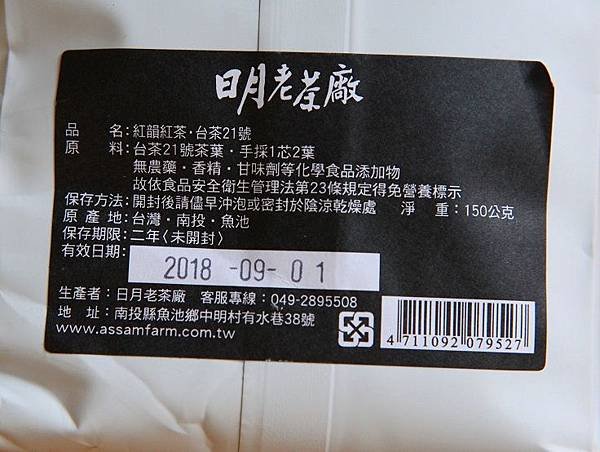 日月老茶廠
品　　名：紅韻紅茶·台茶21號
原　　料：台茶21號茶葉·手採1芯2葉
無農藥·香精·甘味劑等化學食品添加物
故依食品安全衛生管理法第23條規定得免營養標示
保存方法：開封後請儘早沖泡或密封於陰涼乾燥處　淨　重：150公克
原 產 地：台灣·南投·魚池
保存期限：二年〈未開封〉
有效日期：
2018 -09- 01
生產者：日月老茶廠　客服專線：049-2895508
地　址：南投縣魚池鄉中明村有水巷38號
www.assamfarm.com.tw
4 711092 079527